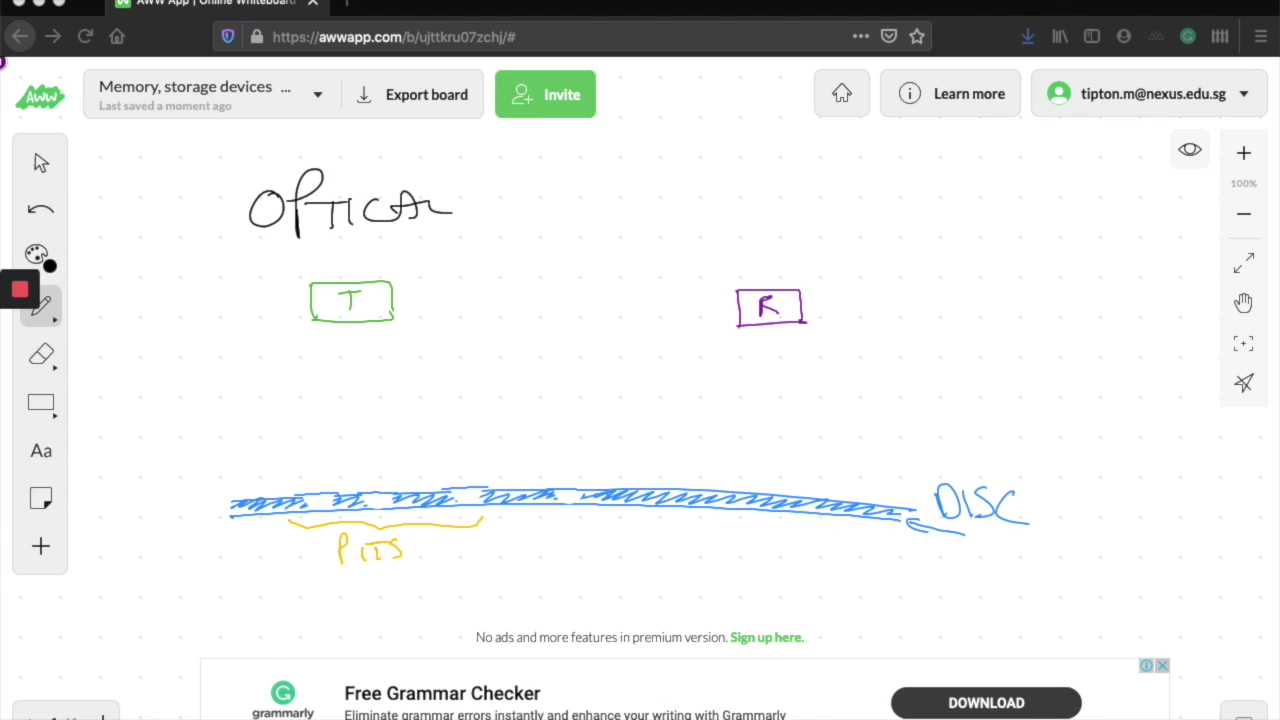 AWW App | Online Whiteboard
https://awwapp.com/b/ujttkru07zchj/#
AWW
Memory, storage devices ...
Last saved a moment ago
Export board
Invite
Learn more
tipton.m@nexus.edu.sg
100%
OPTICAL
T
R
Aa
DISC
PITS
No ads and more features in premium version. Sign up here.
Free Grammar Checker
grammarly
Eliminate grammar errors instantly and enhance your writing with Grammarly
DOWNLOAD